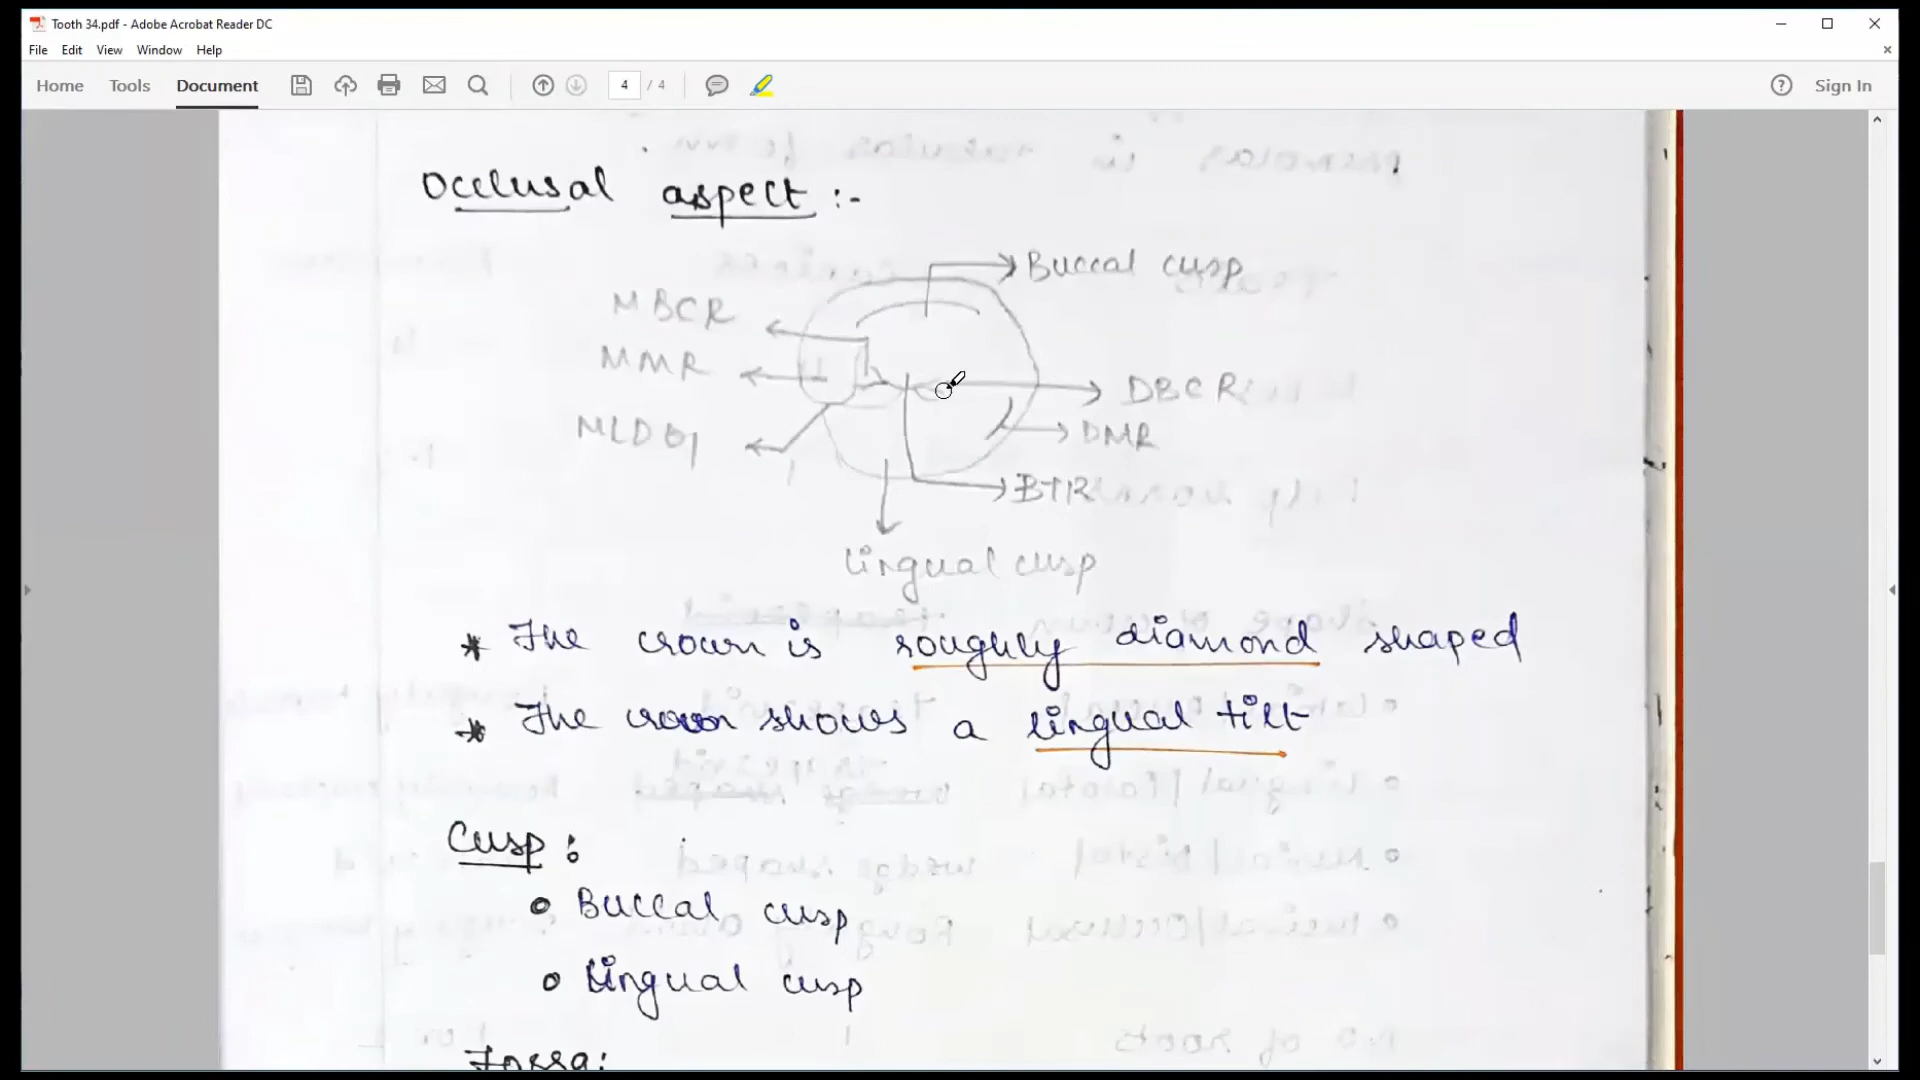 Tooth 34.pdf - Adobe Acrobat Reader DC
File Edit View Window Help
Home Tools Document 4 / 4 Sign In
Occlusal aspect :-
Buccal cusp
MBCR
MMR
DBCR
MLDG
DMR
BTR
Lingual cusp
* The crown is roughly diamond shaped
* The crown shows a lingual tilt
Cusp :
Buccal cusp
Lingual cusp
Fossa: